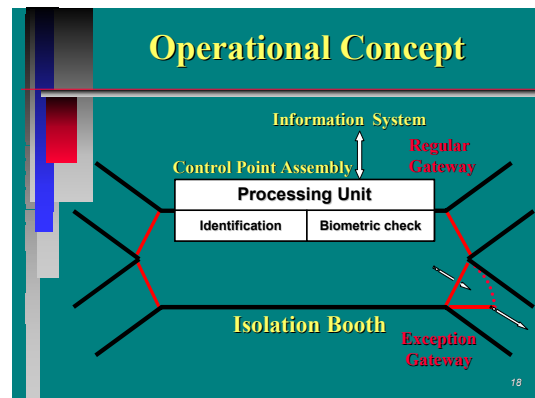 Operational Concept
Information System
Regular
Gateway
Control Point Assembly
Processing Unit
Identification
Biometric check
Isolation Booth
Exception
Gateway
18